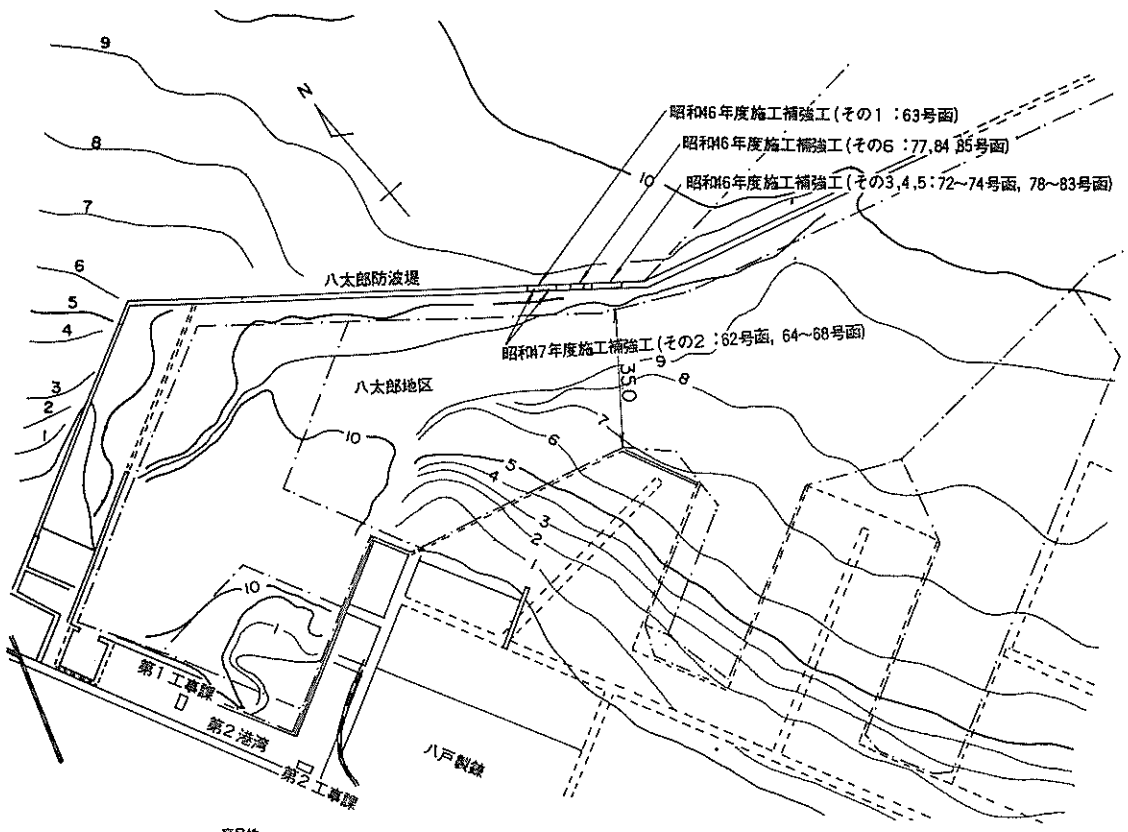 9
8
7
6
5
4
3
2
1
N
昭和46年度施工補強工(その1:63号函)
昭和46年度施工補強工(その6:77,84,85号函)
10
昭和46年度施工補強工(その3,4,5:72～74号函, 78～83号函)
八太郎防波堤
昭和47年度施工補強工(その2:62号函, 64～68号函)
350
9
8
八太郎地区
7
6
10
5
4
3
2
1
10
1
第1工事課
第2港湾
第2工事課
八戸製錬